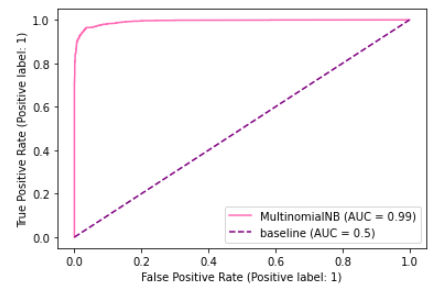 True Positive Rate (Positive label: 1)
1.0
0.8
0.6
0.4
0.2
0.0
MultinomialNB (AUC = 0.99)
baseline (AUC = 0.5)
0.0 0.2 0.4 0.6 0.8 1.0
False Positive Rate (Positive label: 1)